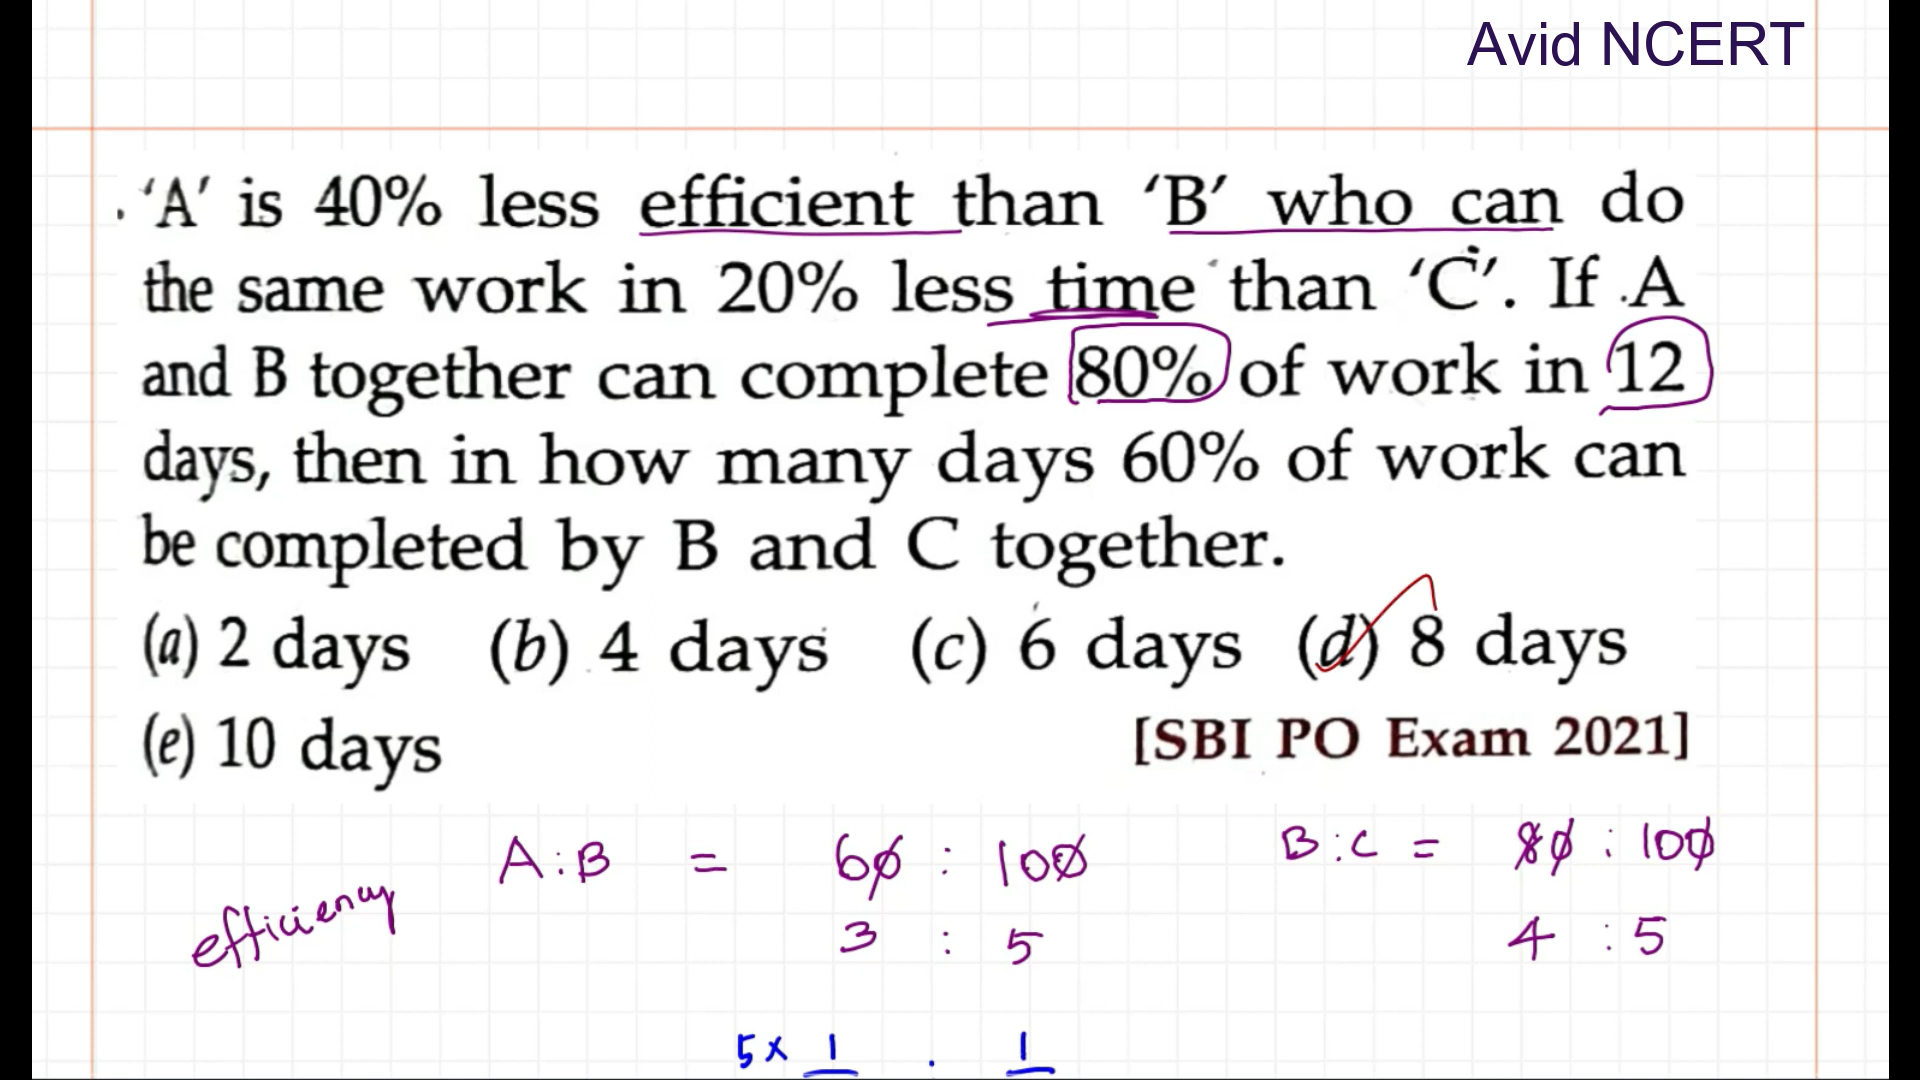 Avid NCERT
‘A’ is 40% less efficient than ‘B’ who can do
the same work in 20% less time than ‘C’. If A
and B together can complete 80% of work in 12
days, then in how many days 60% of work can
be completed by B and C together.
(a) 2 days (b) 4 days (c) 6 days (d) 8 days
(e) 10 days [SBI PO Exam 2021]
A:B = 60 : 100 B:C = 80 : 100
efficiency 3 : 5 4 : 5
5 × 1 . 1